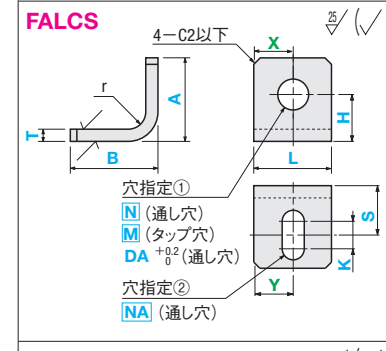 FALCS
25
4－C2以下
X
r
A
T
B
H
L
穴指定①
N (通し穴)
M (タップ穴)
DA +0.2 0 (通し穴)
穴指定②
NA (通し穴)
S
K
Y